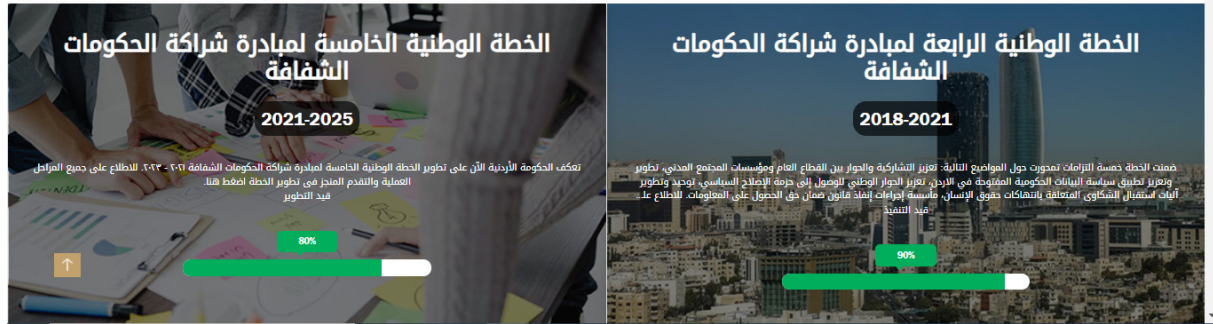 الخطة الوطنية الرابعة لمبادرة شراكة الحكومات
الشفافة
2018-2021
ضمنت الخطة خمسة التزامات تمحورت حول المواضيع التالية: تعزيز التشاركية والحوار بين القطاع العام ومؤسسات المجتمع المدني، تطوير
وتعزيز تطبيق سياسة البيانات الحكومية المفتوحة في الاردن، تعزيز الحوار الوطني للوصول إلى حزمة الإصلاح السياسي، توحيد وتطوير
آليات استقبال الشكاوى المتعلقة بانتهاكات حقوق الإنسان، مأسسة إجراءات إنفاذ قانون ضمان حق الحصول على المعلومات. للاطلاع علـ...
قيد التنفيذ
90%
الخطة الوطنية الخامسة لمبادرة شراكة الحكومات
الشفافة
2021-2025
تعكف الحكومة الأردنية الآن على تطوير الخطة الوطنية الخامسة لمبادرة شراكة الحكومات الشفافة ٢٠٢١ - ٢٠٢٣. للاطلاع على جميع المراحل
العملية والتقدم المنجز في تطوير الخطة اضغط هنا.
قيد التطوير
80%